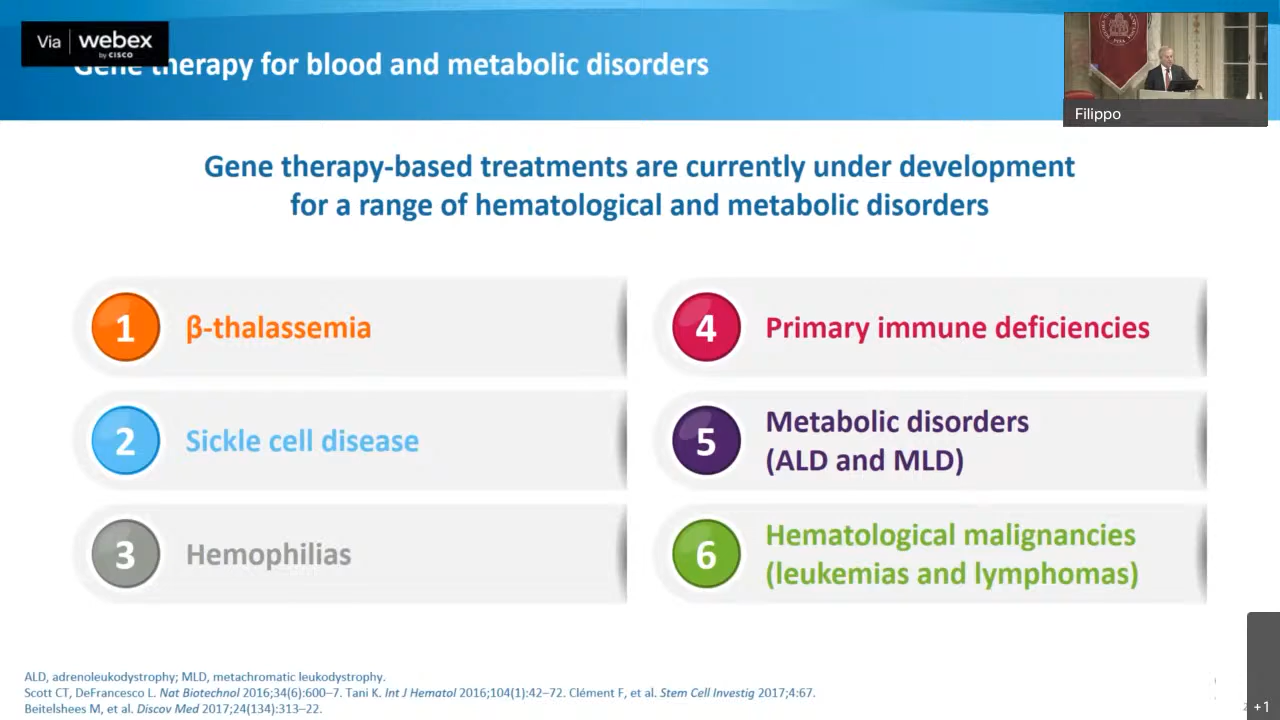 Via webex
by CISCO
Gene therapy for blood and metabolic disorders
Filippo
Gene therapy-based treatments are currently under development
for a range of hematological and metabolic disorders
1 β-thalassemia
2 Sickle cell disease
3 Hemophilias
4 Primary immune deficiencies
5 Metabolic disorders
(ALD and MLD)
6 Hematological malignancies
(leukemias and lymphomas)
ALD, adrenoleukodystrophy; MLD, metachromatic leukodystrophy.
Scott CT, DeFrancesco L. Nat Biotechnol 2016;34(6):600–7. Tani K. Int J Hematol 2016;104(1):42–72. Clément F, et al. Stem Cell Investig 2017;4:67.
Beitelshees M, et al. Discov Med 2017;24(134):313–22.
+1